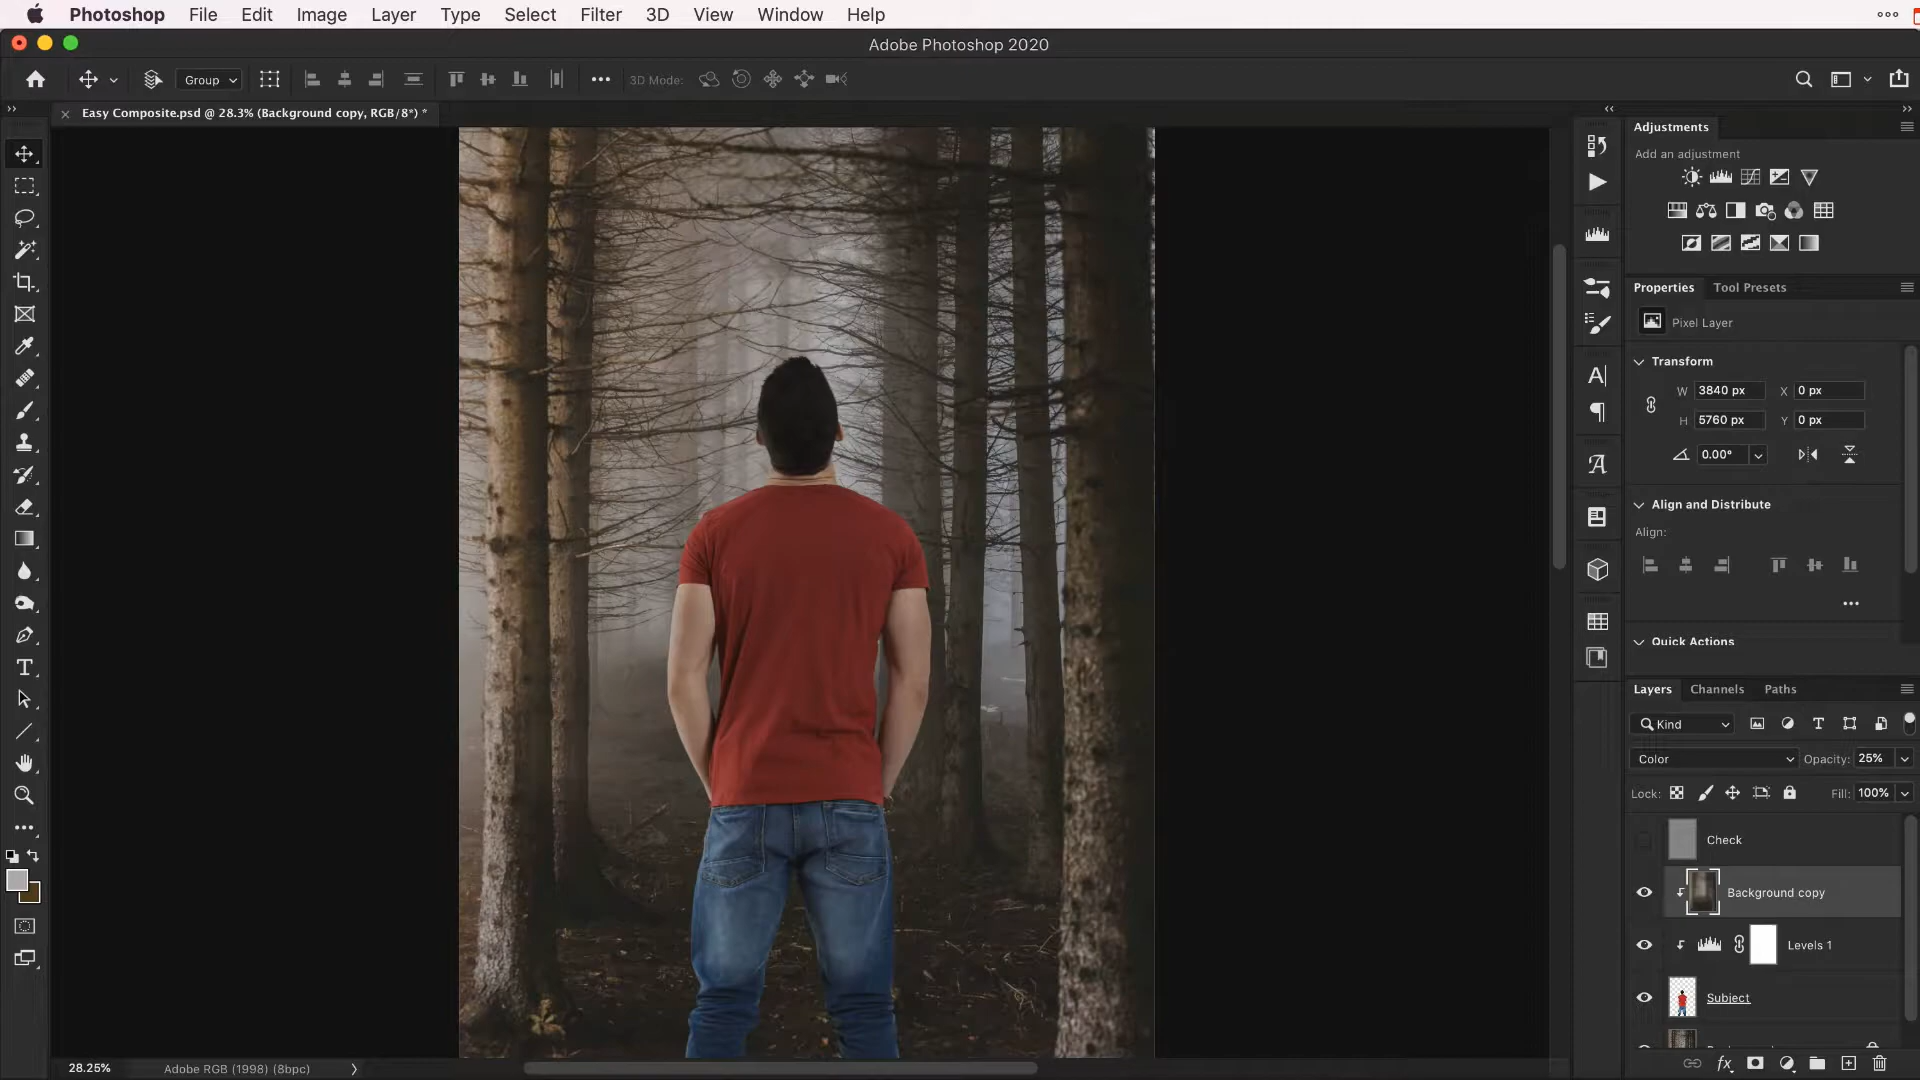 Photoshop File Edit Image Layer Type Select Filter 3D View Window Help
Adobe Photoshop 2020
Group 3D Mode:
Easy Composite.psd @ 28.3% (Background copy, RGB/8*) *
Adjustments
Add an adjustment
Properties Tool Presets
Pixel Layer
Transform
W 3840 px X 0 px
H 5760 px Y 0 px
0.00°
Align and Distribute
Align:
Quick Actions
Layers Channels Paths
Kind
Color Opacity: 25%
Lock: Fill: 100%
Check
Background copy
Levels 1
Subject
28.25% Adobe RGB (1998) (8bpc)